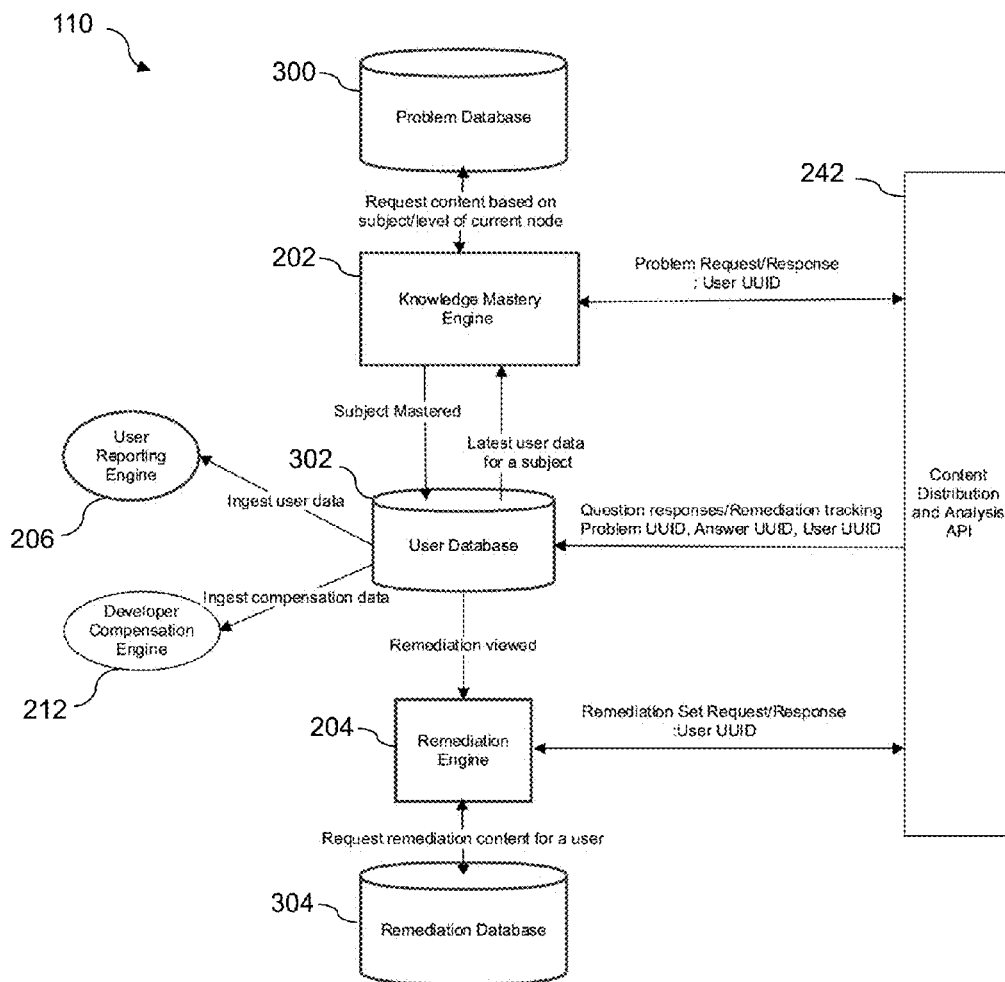 110
300
Problem Database
Request content based on
subject/level of current node
242
202
Knowledge Mastery
Engine
Problem Request/Response
: User UUID
Subject Mastered
Latest user data
for a subject
User
Reporting
Engine
206
Ingest user data
302
User Database
Question responses/Remediation tracking
Problem UUID, Answer UUID, User UUID
Content
Distribution
and Analysis
API
Ingest compensation data
Developer
Compensation
Engine
212
Remediation viewed
204
Remediation
Engine
Remediation Set Request/Response
:User UUID
Request remediation content for a user
304
Remediation Database